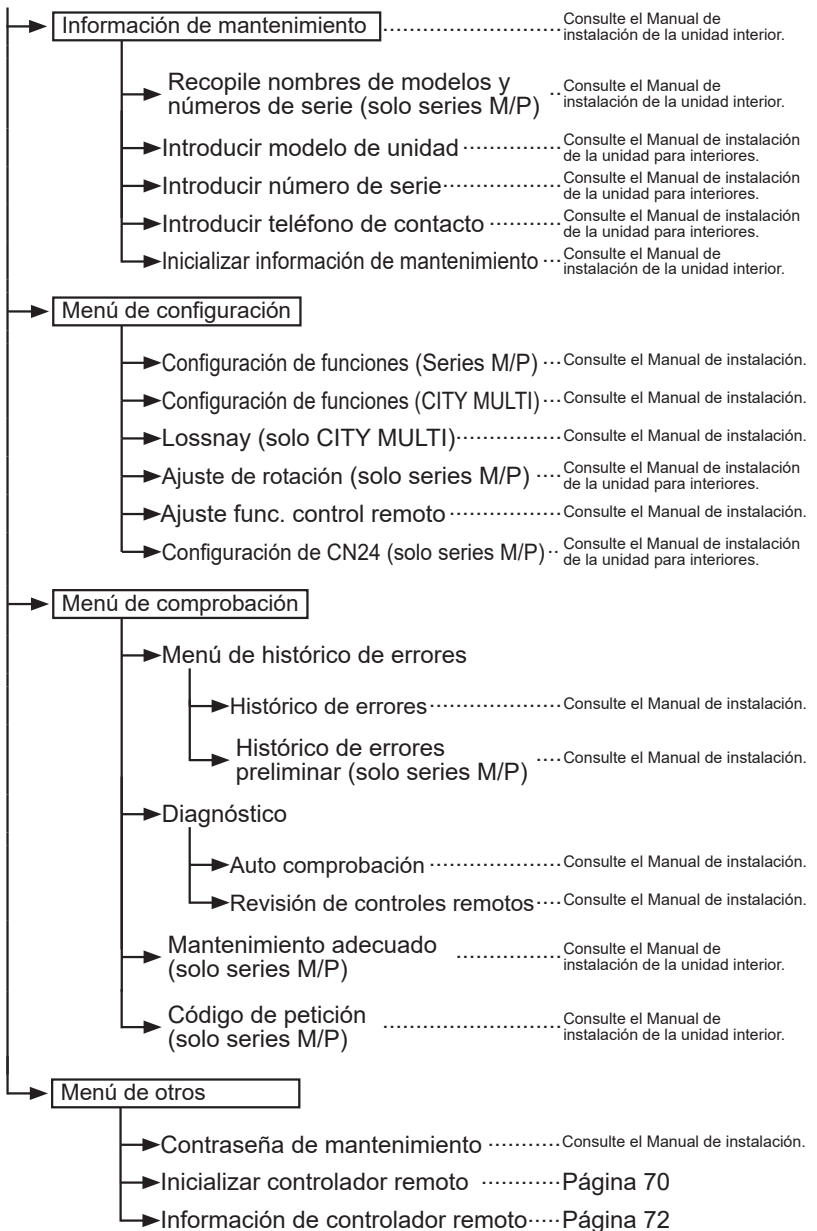 Información de mantenimiento ........................ Consulte el Manual de
instalación de la unidad interior.
Recopile nombres de modelos y
números de serie (solo series M/P) .. Consulte el Manual de
instalación de la unidad interior.
Introducir modelo de unidad ............... Consulte el Manual de instalación
de la unidad para interiores.
Introducir número de serie ................. Consulte el Manual de instalación
de la unidad para interiores.
Introducir teléfono de contacto ........... Consulte el Manual de instalación
de la unidad para interiores.
Inicializar información de mantenimiento ... Consulte el Manual de
instalación de la unidad interior.
Menú de configuración
Configuración de funciones (Series M/P) ... Consulte el Manual de instalación.
Configuración de funciones (CITY MULTI) ... Consulte el Manual de instalación.
Lossnay (solo CITY MULTI) ............... Consulte el Manual de instalación.
Ajuste de rotación (solo series M/P) .... Consulte el Manual de instalación
de la unidad para interiores.
Ajuste func. control remoto ................ Consulte el Manual de instalación.
Configuración de CN24 (solo series M/P) .. Consulte el Manual de instalación
de la unidad para interiores.
Menú de comprobación
Menú de histórico de errores
Histórico de errores ................... Consulte el Manual de instalación.
Histórico de errores
preliminar (solo series M/P) .... Consulte el Manual de instalación.
Diagnóstico
Auto comprobación ................... Consulte el Manual de instalación.
Revisión de controles remotos .... Consulte el Manual de instalación.
Mantenimiento adecuado
(solo series M/P) ................ Consulte el Manual de
instalación de la unidad interior.
Código de petición
(solo series M/P) ........................... Consulte el Manual de
instalación de la unidad interior.
Menú de otros
Contraseña de mantenimiento ........... Consulte el Manual de instalación.
Inicializar controlador remoto ............ Página 70
Información de controlador remoto ..... Página 72